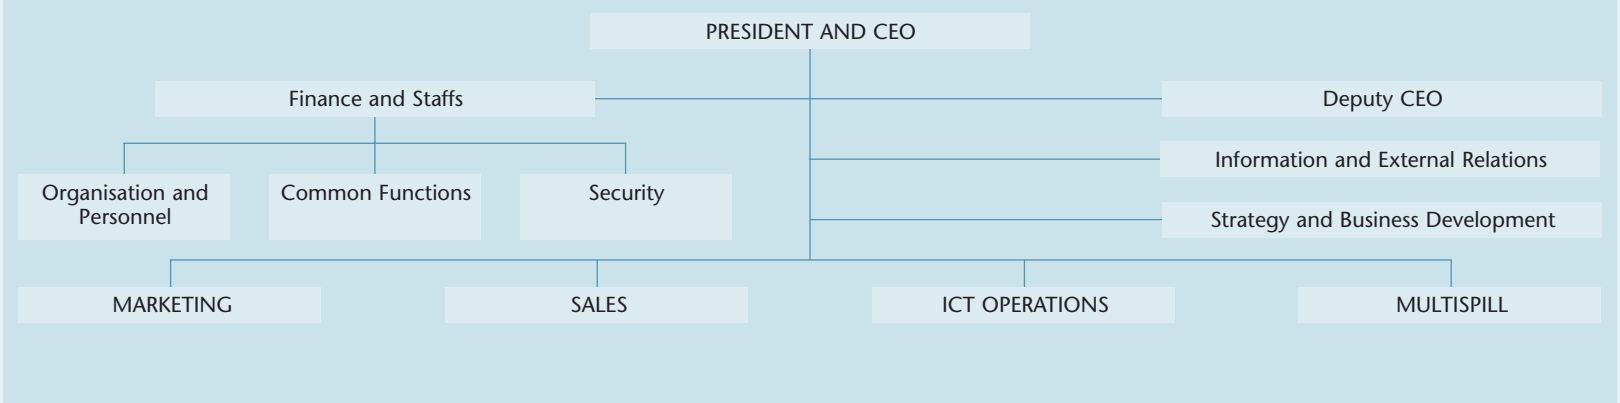 PRESIDENT AND CEO
Finance and Staffs
Deputy CEO
Information and External Relations
Organisation and
Personnel
Common Functions
Security
Strategy and Business Development
MARKETING
SALES
ICT OPERATIONS
MULTISPILL